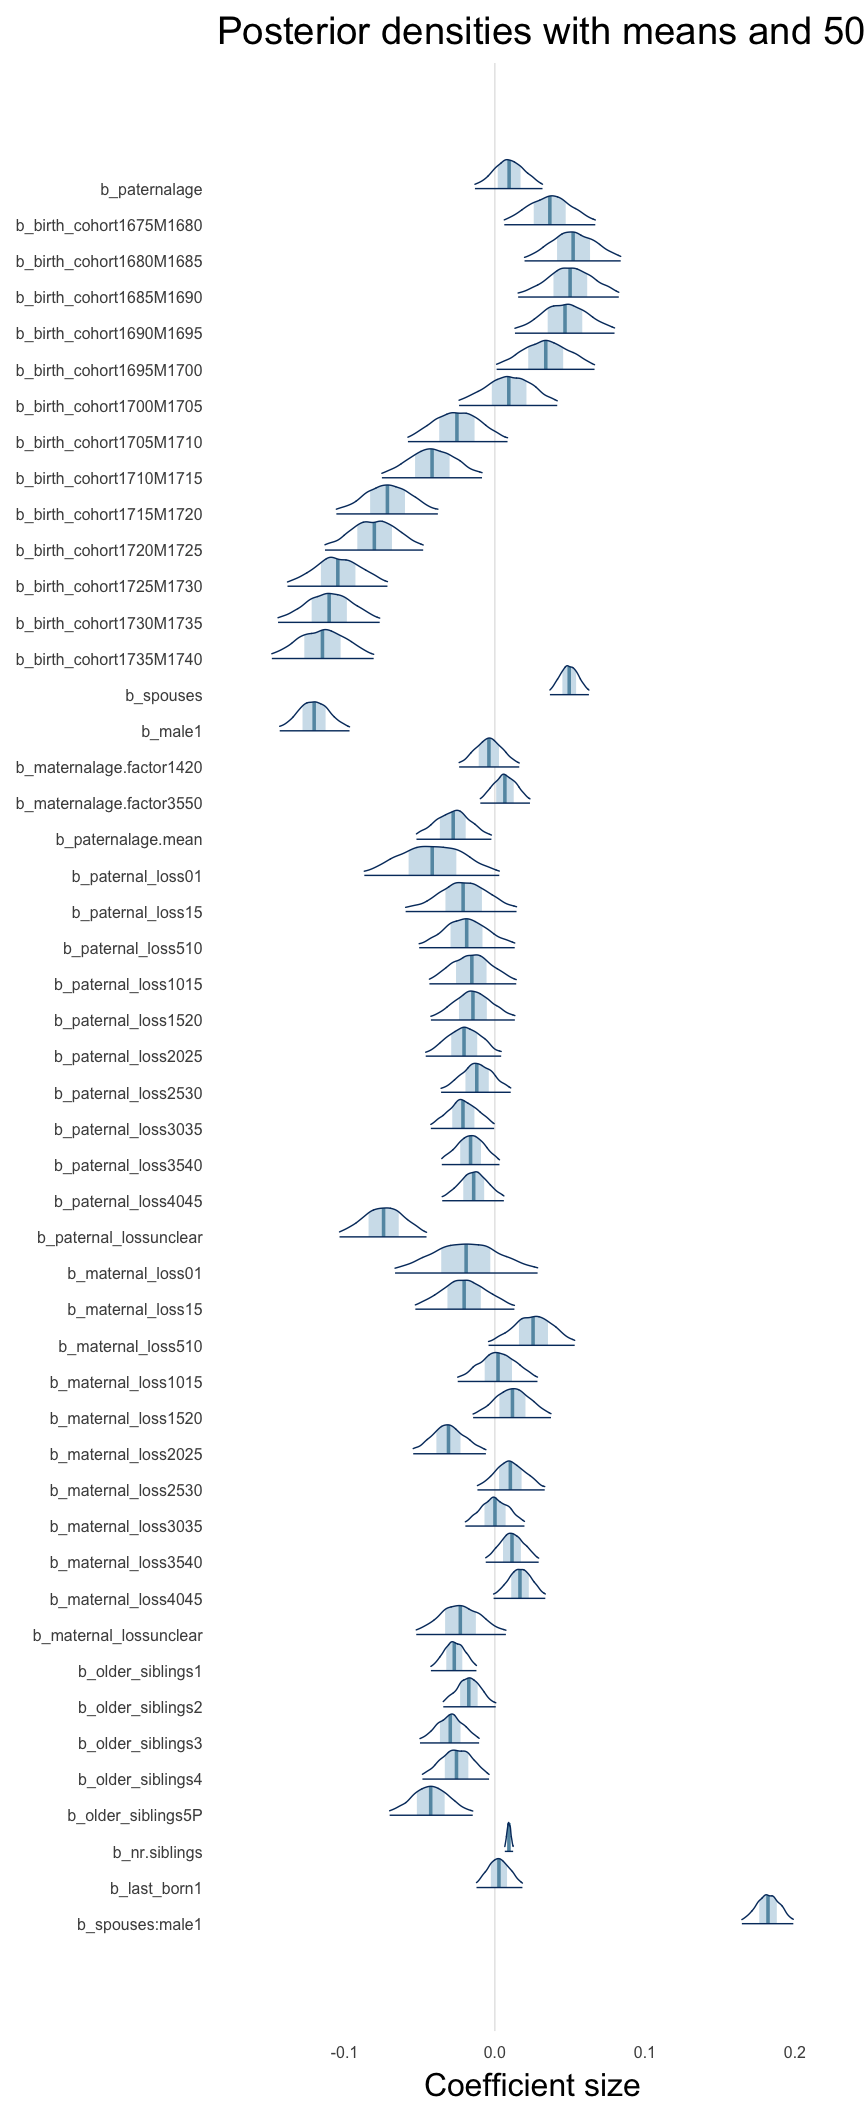 Posterior densities with means and 50
b_paternalage
b_birth_cohort1675M1680
b_birth_cohort1680M1685
b_birth_cohort1685M1690
b_birth_cohort1690M1695
b_birth_cohort1695M1700
b_birth_cohort1700M1705
b_birth_cohort1705M1710
b_birth_cohort1710M1715
b_birth_cohort1715M1720
b_birth_cohort1720M1725
b_birth_cohort1725M1730
b_birth_cohort1730M1735
b_birth_cohort1735M1740
b_spouses
b_male1
b_maternalage.factor1420
b_maternalage.factor3550
b_paternalage.mean
b_paternal_loss01
b_paternal_loss15
b_paternal_loss510
b_paternal_loss1015
b_paternal_loss1520
b_paternal_loss2025
b_paternal_loss2530
b_paternal_loss3035
b_paternal_loss3540
b_paternal_loss4045
b_paternal_lossunclear
b_maternal_loss01
b_maternal_loss15
b_maternal_loss510
b_maternal_loss1015
b_maternal_loss1520
b_maternal_loss2025
b_maternal_loss2530
b_maternal_loss3035
b_maternal_loss3540
b_maternal_loss4045
b_maternal_lossunclear
b_older_siblings1
b_older_siblings2
b_older_siblings3
b_older_siblings4
b_older_siblings5P
b_nr.siblings
b_last_born1
b_spouses:male1
-0.1 0.0 0.1 0.2
Coefficient size